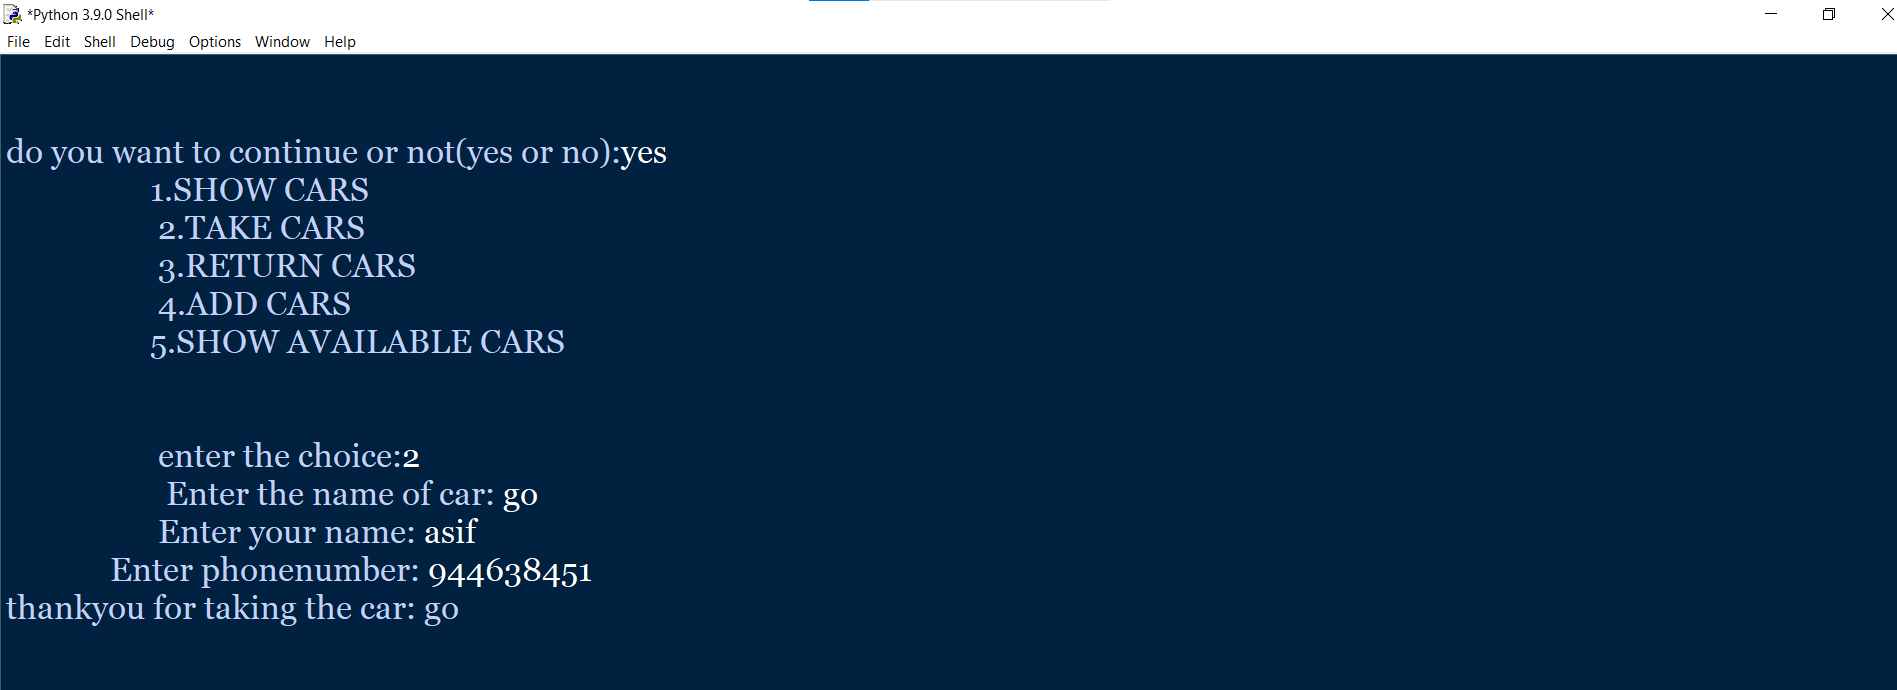 *Python 3.9.0 Shell*
File Edit Shell Debug Options Window Help
do you want to continue or not(yes or no):yes
1.SHOW CARS
2.TAKE CARS
3.RETURN CARS
4.ADD CARS
5.SHOW AVAILABLE CARS
enter the choice:2
Enter the name of car: go
Enter your name: asif
Enter phonenumber: 944638451
thankyou for taking the car: go